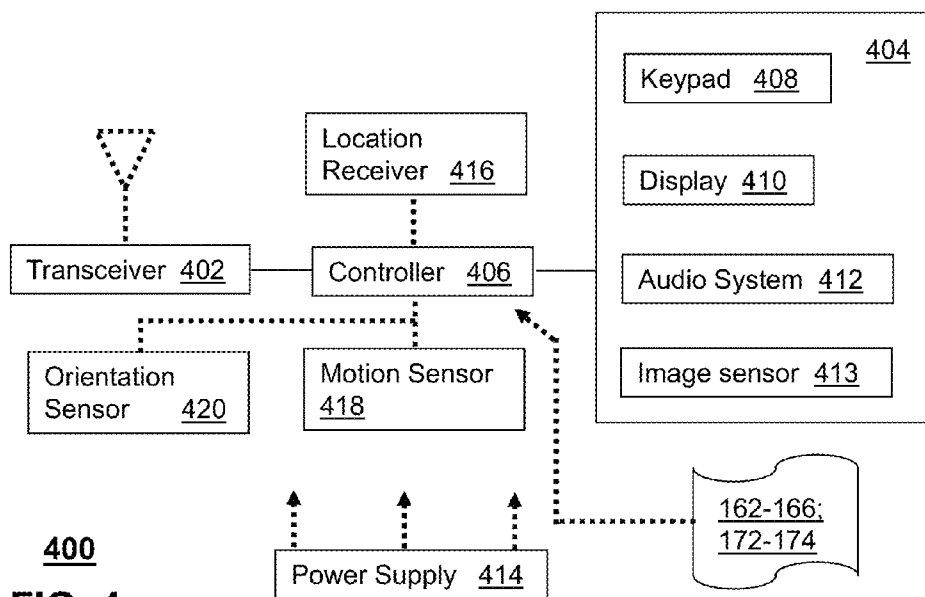 404
Keypad 408
Location
Receiver 416
Display 410
Transceiver 402
Controller 406
Audio System 412
Orientation
Sensor 420
Motion Sensor
418
Image sensor 413
162-166;
172-174
400
Power Supply 414